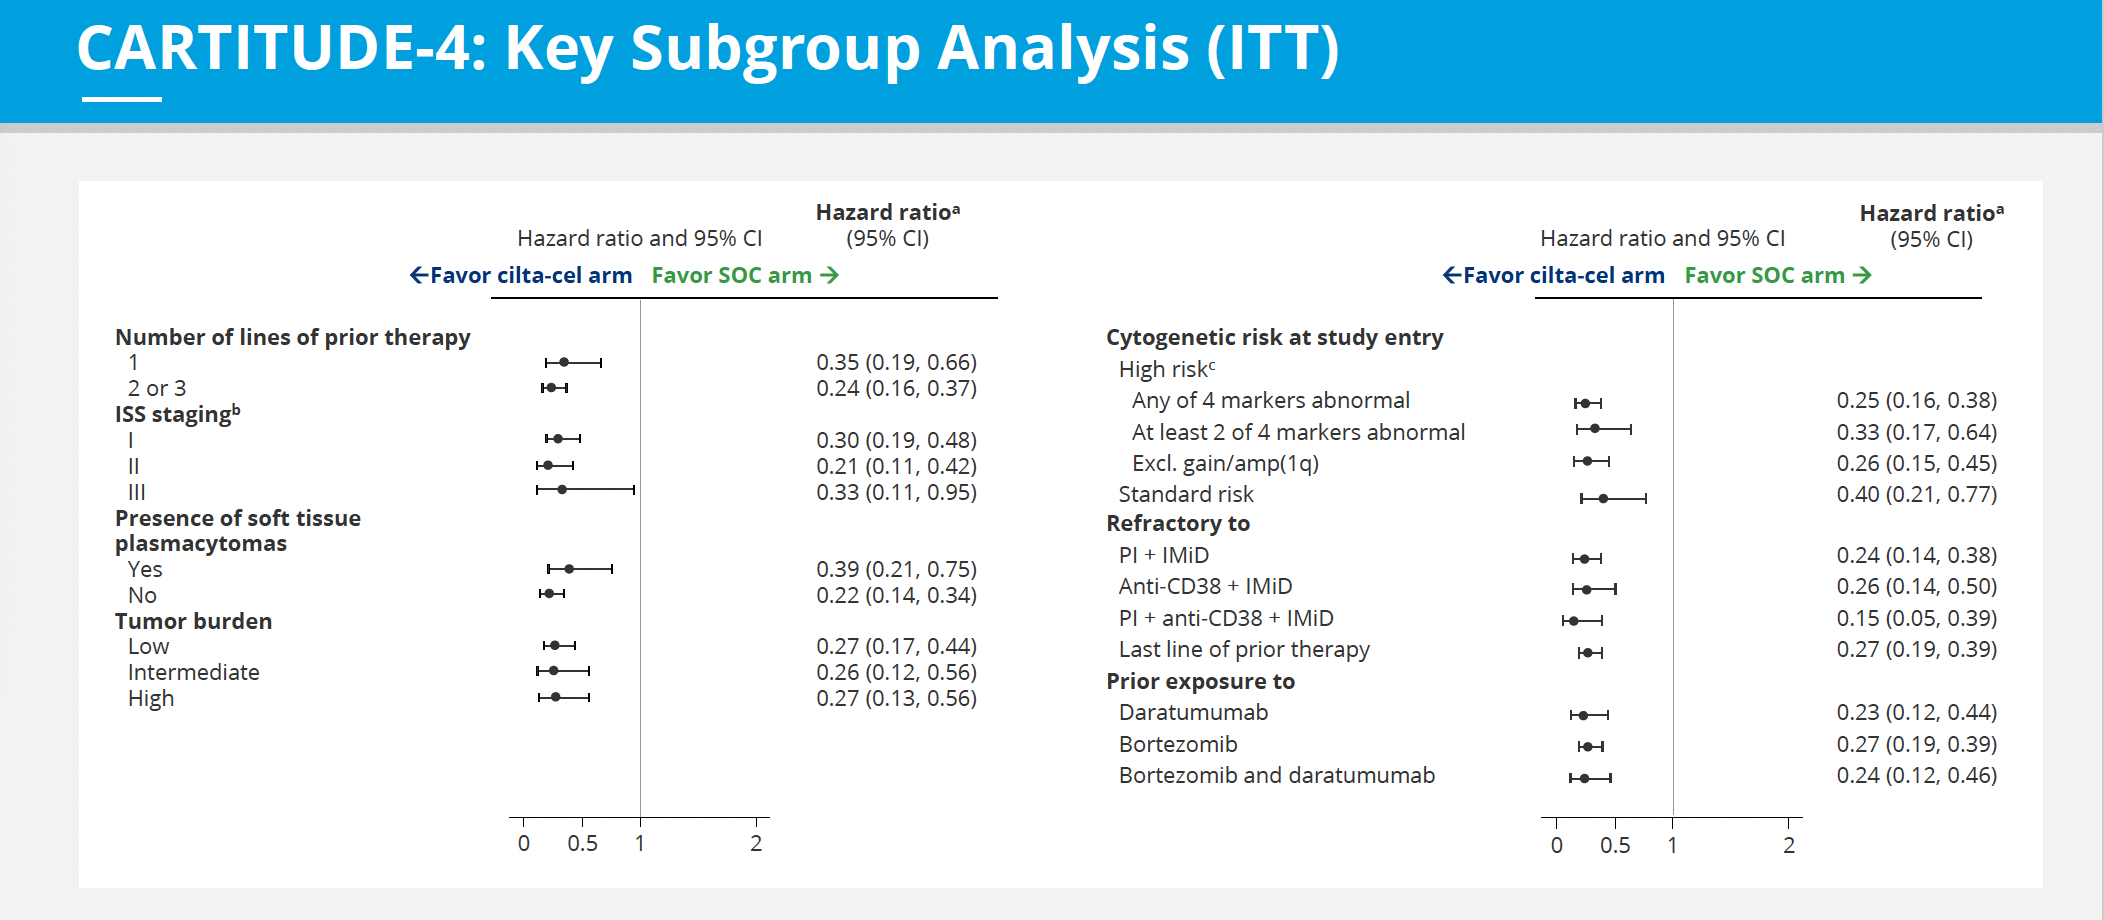 CARTITUDE-4: Key Subgroup Analysis (ITT)
Hazard ratio and 95% CI
Hazard ratioᵃ
(95% CI)
←Favor cilta-cel arm Favor SOC arm →
Number of lines of prior therapy
1 0.35 (0.19, 0.66)
2 or 3 0.24 (0.16, 0.37)
ISS stagingᵇ
I 0.30 (0.19, 0.48)
II 0.21 (0.11, 0.42)
III 0.33 (0.11, 0.95)
Presence of soft tissue
plasmacytomas
Yes 0.39 (0.21, 0.75)
No 0.22 (0.14, 0.34)
Tumor burden
Low 0.27 (0.17, 0.44)
Intermediate 0.26 (0.12, 0.56)
High 0.27 (0.13, 0.56)
0 0.5 1 2
Hazard ratio and 95% CI
Hazard ratioᵃ
(95% CI)
←Favor cilta-cel arm Favor SOC arm →
Cytogenetic risk at study entry
High riskᶜ
Any of 4 markers abnormal 0.25 (0.16, 0.38)
At least 2 of 4 markers abnormal 0.33 (0.17, 0.64)
Excl. gain/amp(1q) 0.26 (0.15, 0.45)
Standard risk 0.40 (0.21, 0.77)
Refractory to
PI + IMiD 0.24 (0.14, 0.38)
Anti-CD38 + IMiD 0.26 (0.14, 0.50)
PI + anti-CD38 + IMiD 0.15 (0.05, 0.39)
Last line of prior therapy 0.27 (0.19, 0.39)
Prior exposure to
Daratumumab 0.23 (0.12, 0.44)
Bortezomib 0.27 (0.19, 0.39)
Bortezomib and daratumumab 0.24 (0.12, 0.46)
0 0.5 1 2